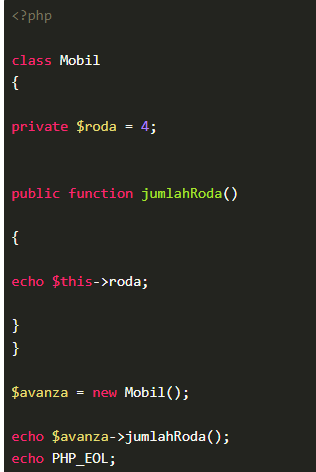 <?php
class Mobil
{
private $roda = 4;
public function jumlahRoda()
{
echo $this->roda;
}
}
$avanza = new Mobil();
echo $avanza->jumlahRoda();
echo PHP_EOL;